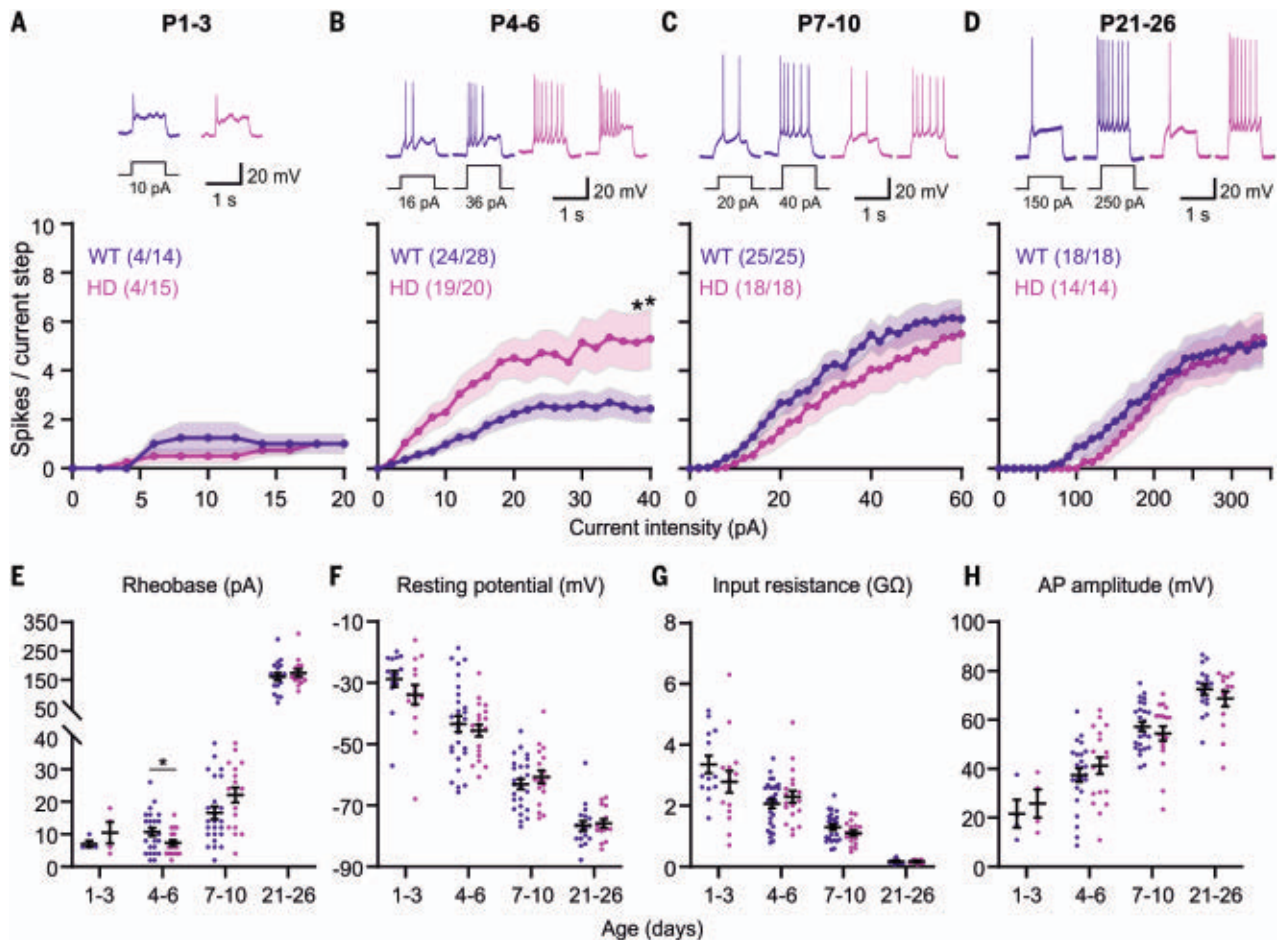 A P1-3 B P4-6 C P7-10 D P21-26
10 pA 1 s 20 mV
16 pA 36 pA 1 s 20 mV
20 pA 40 pA 1 s 20 mV
150 pA 250 pA 1 s 20 mV
Spikes / current step
10 8 6 4 2 0
WT (4/14)
HD (4/15)
WT (24/28)
HD (19/20)
**
WT (25/25)
HD (18/18)
WT (18/18)
HD (14/14)
0 5 10 15 20
0 10 20 30 40
0 20 40 60
0 100 200 300
Current intensity (pA)
E Rheobase (pA)
350 250 150 50
40 30 20 10 0
*
1-3 4-6 7-10 21-26
F Resting potential (mV)
-10 -30 -50 -70 -90
1-3 4-6 7-10 21-26
G Input resistance (GΩ)
8 6 4 2 0
1-3 4-6 7-10 21-26
H AP amplitude (mV)
100 80 60 40 20 0
1-3 4-6 7-10 21-26
Age (days)